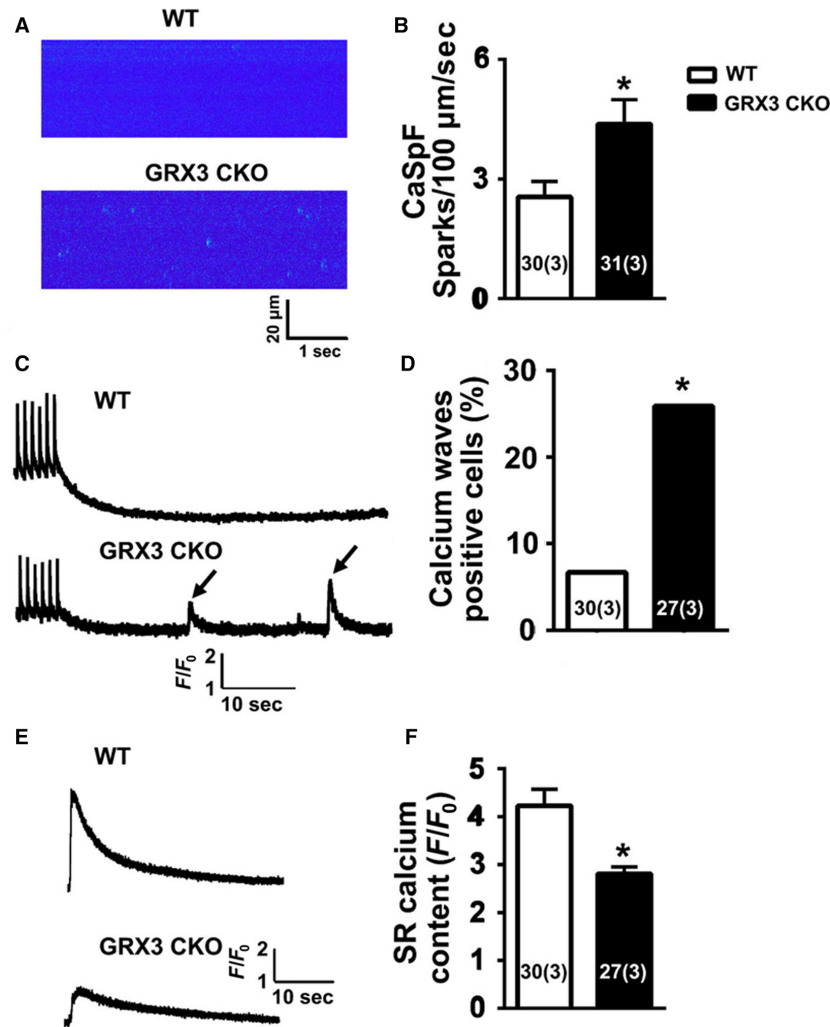 A
WT
GRX3 CKO
20 µm
1 sec
B
CaSpF
Sparks/100 µm/sec
6
3
0
*
30(3)
31(3)
WT
GRX3 CKO
C
WT
GRX3 CKO
F/F0
2
1
10 sec
D
Calcium waves
positive cells (%)
30
20
10
0
*
30(3)
27(3)
E
WT
GRX3 CKO
F/F0
2
1
10 sec
F
SR calcium
content (F/F0)
5
4
3
2
1
0
*
30(3)
27(3)